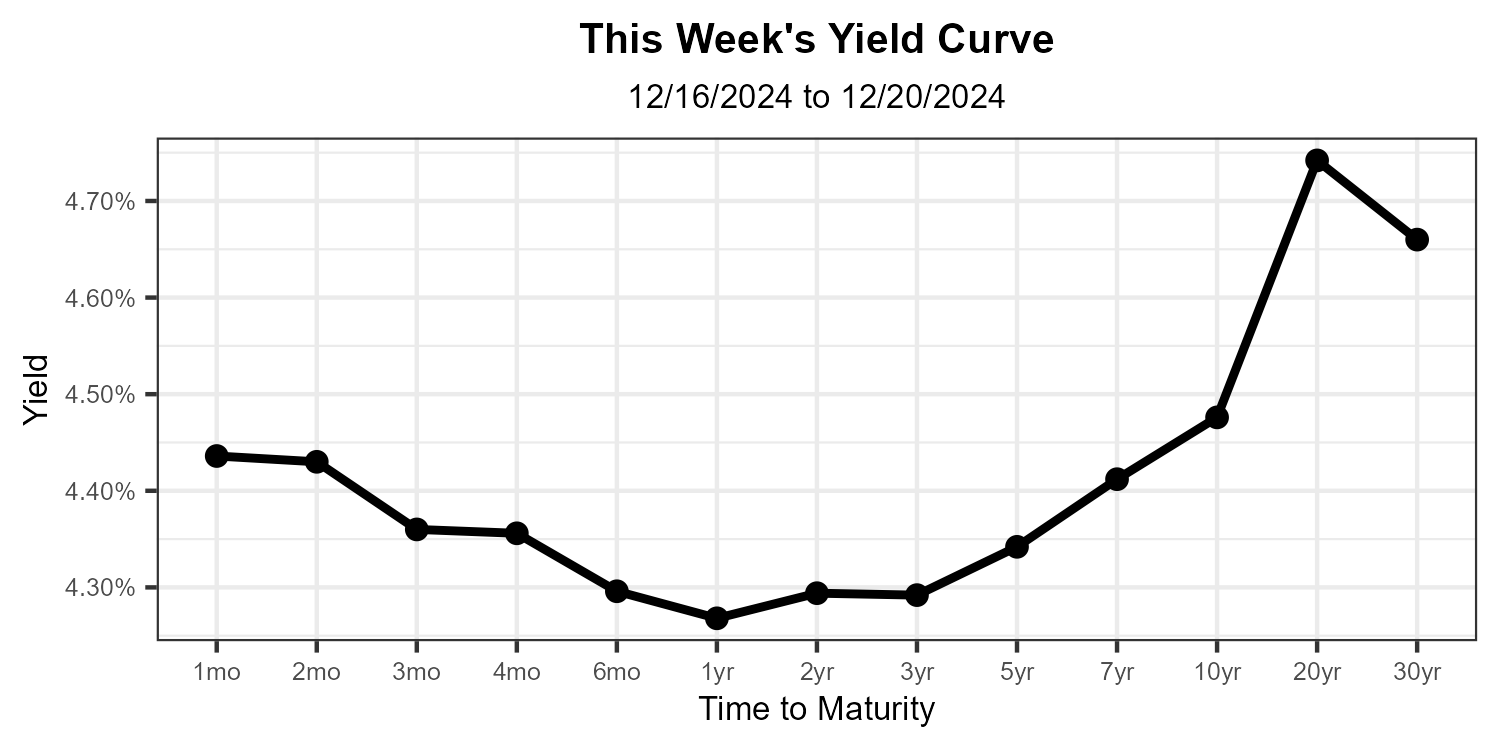 This Week's Yield Curve
12/16/2024 to 12/20/2024
Yield
4.70%
4.60%
4.50%
4.40%
4.30%
1mo 2mo 3mo 4mo 6mo 1yr 2yr 3yr 5yr 7yr 10yr 20yr 30yr
Time to Maturity